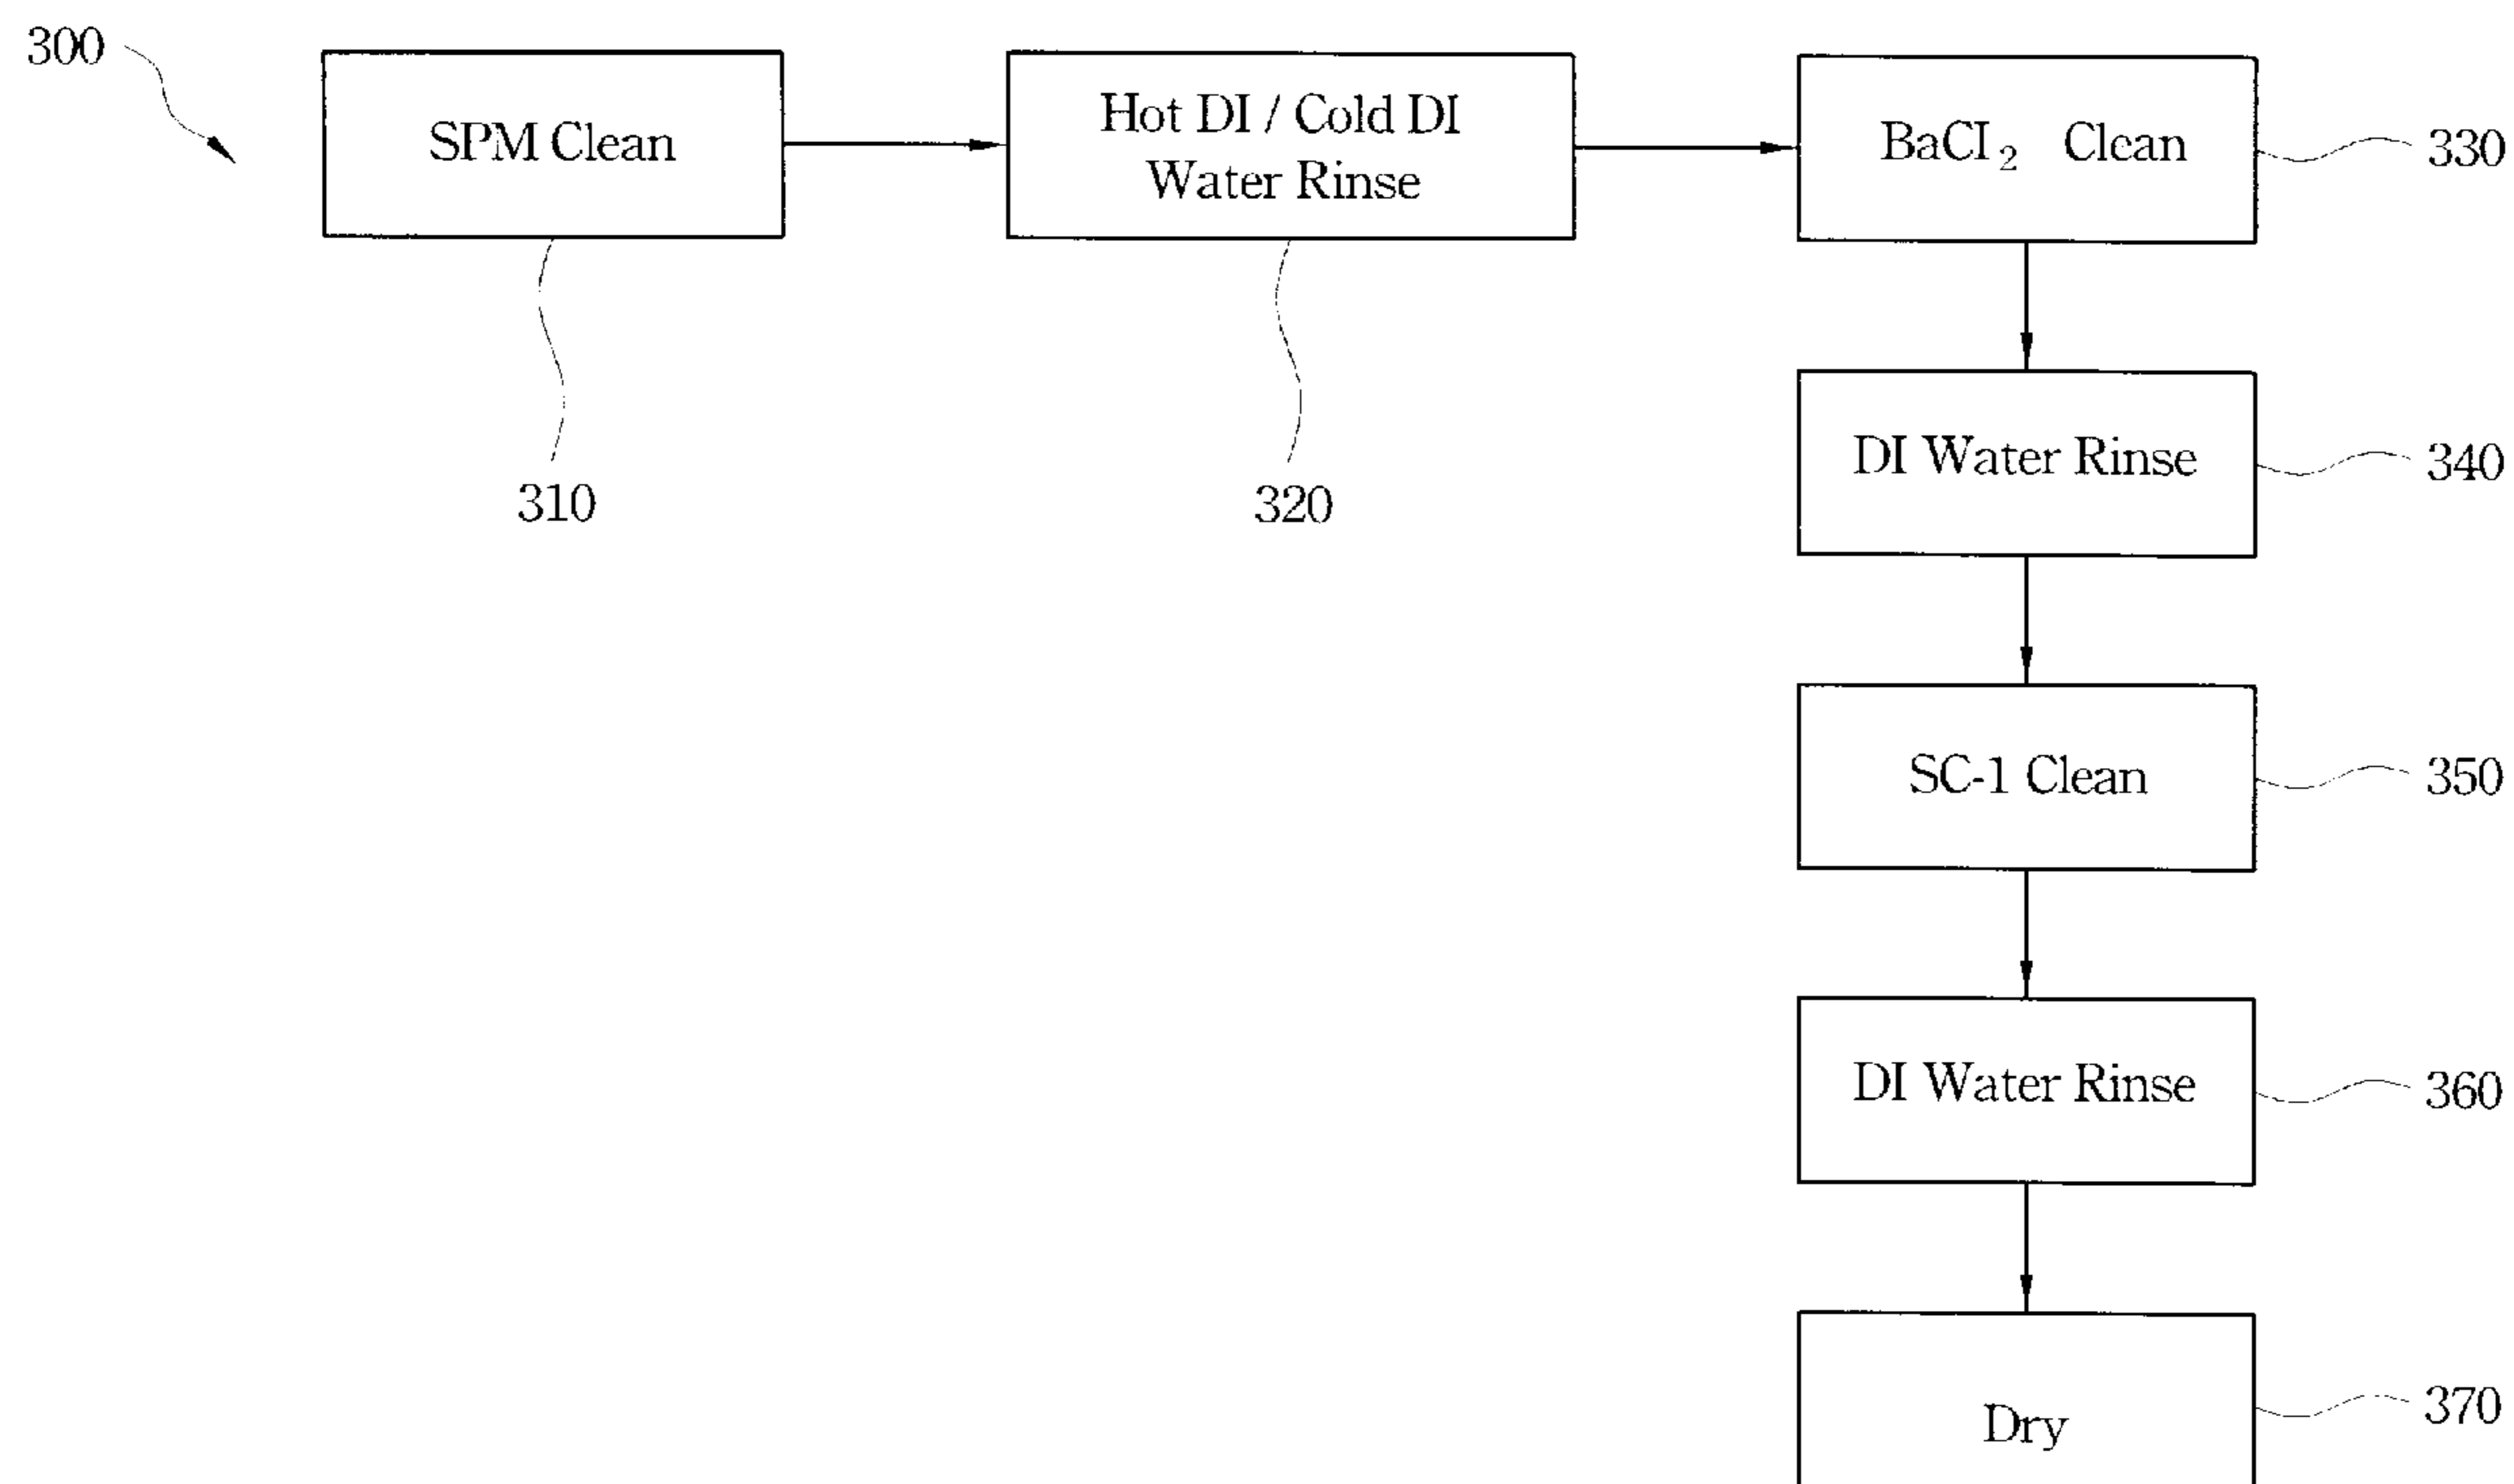 300
SPM Clean
Hot DI / Cold DI
Water Rinse
BaCI₂ Clean
330
310
320
DI Water Rinse
340
SC-1 Clean
350
DI Water Rinse
360
Dry
370